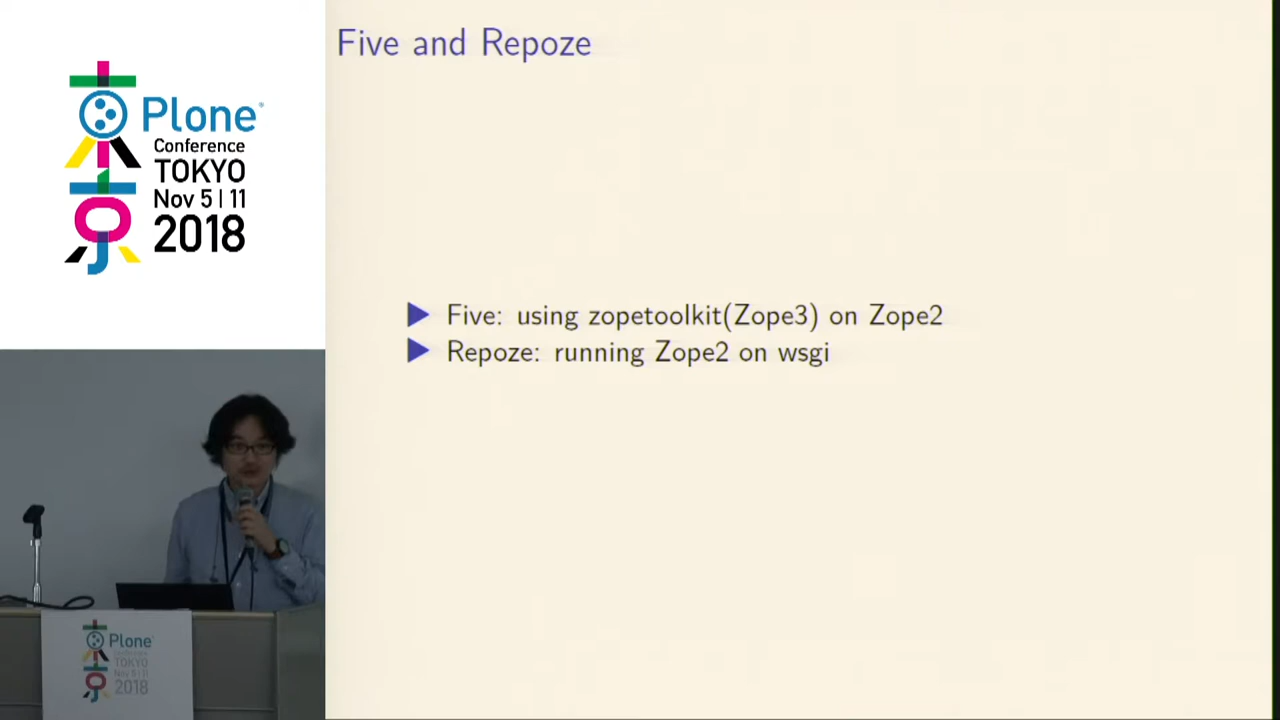 Five and Repoze
Plone
Conference
TOKYO
Nov 5 | 11
2018
Five: using zopetoolkit(Zope3) on Zope2
Repoze: running Zope2 on wsgi
Plone
Conference
TOKYO
Nov 5 | 11
2018